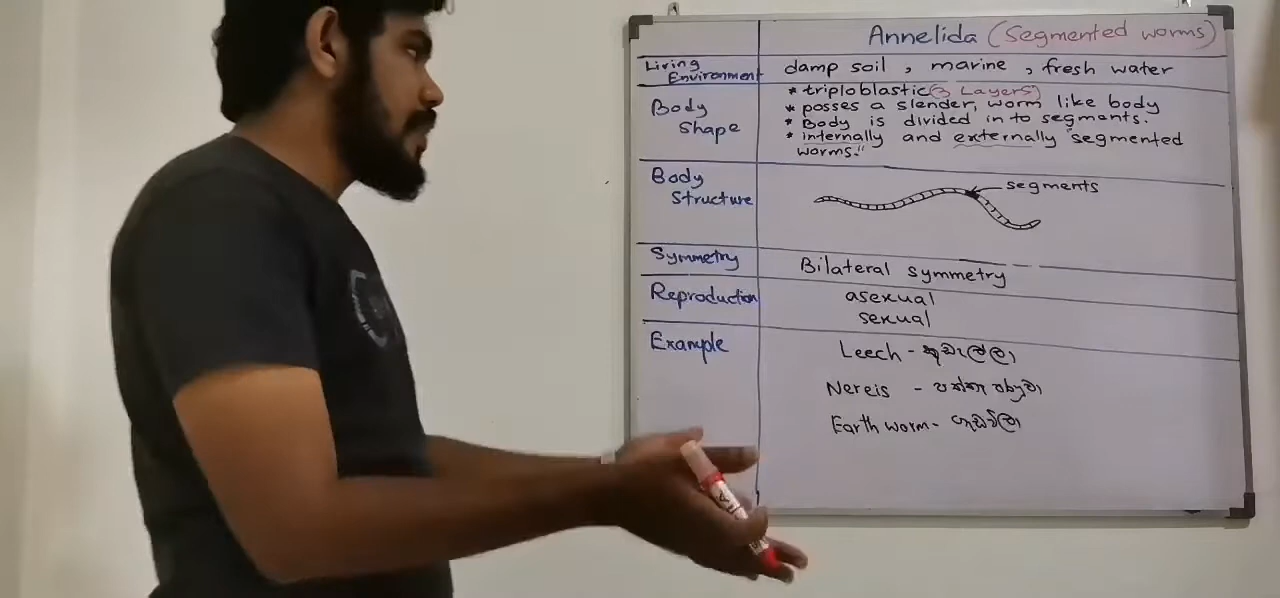 Annelida (Segmented worms)
Living Environment
damp soil , marine , fresh water
Body shape
* triploblastic (3 Layers)
* posses a slender, worm like body
* Body is divided in to segments.
* internally and externally "segmented
worms."
Body structure
segments
Symmetry
Bilateral symmetry
Reproduction
asexual
sexual
Example
Leech - කූඩැල්ලා
Nereis -
Earth worm - ගැඩවිලා